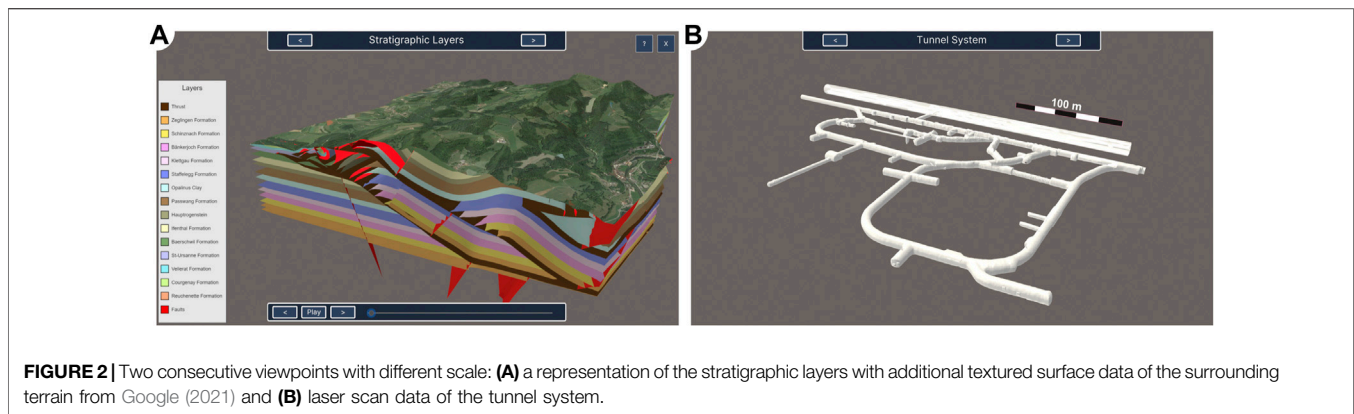 A
< Stratigraphic Layers >
? X
Layers
Thrust
Zeglingen Formation
Schinznach Formation
Bänkerjoch Formation
Klettgau Formation
Staffelegg Formation
Opalinus Clay
Passwang Formation
Hauptrogenstein
Ifenthal Formation
Baerschwil Formation
St-Ursanne Formation
Vellerat Formation
Courgenay Formation
Reuchenette Formation
Faults
< Play >
B
< Tunnel System >
100 m
FIGURE 2 | Two consecutive viewpoints with different scale: (A) a representation of the stratigraphic layers with additional textured surface data of the surrounding
terrain from Google (2021) and (B) laser scan data of the tunnel system.